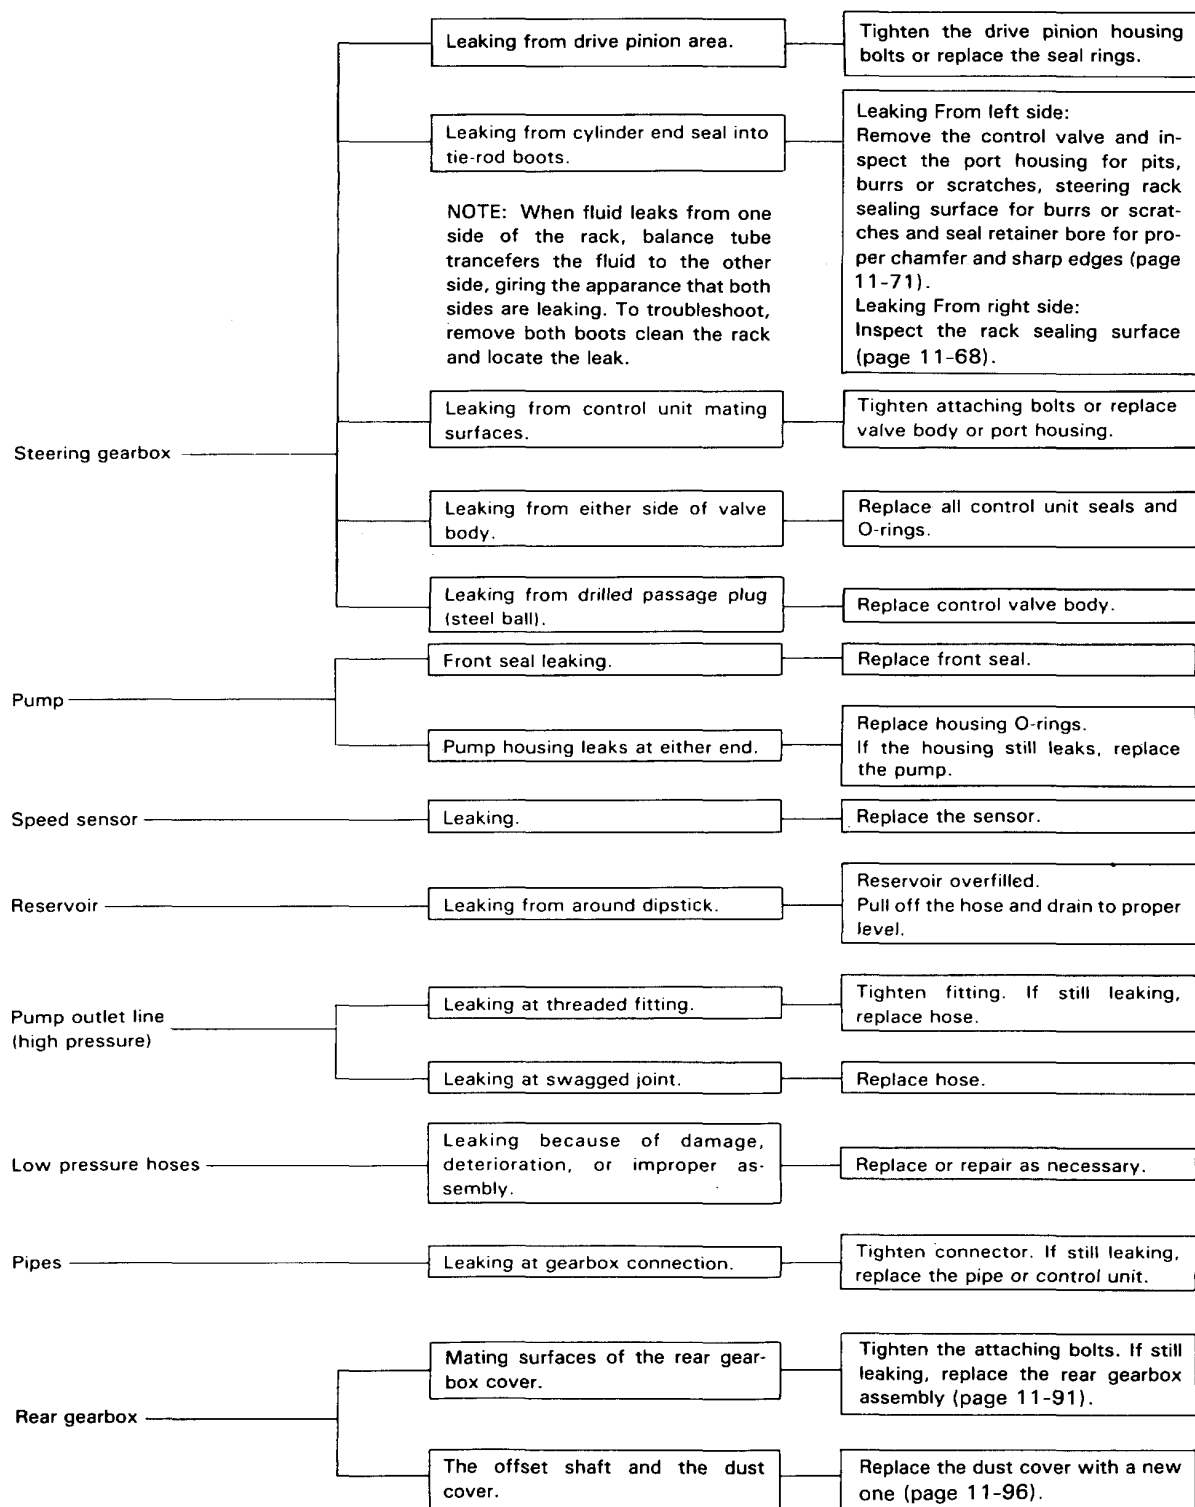 Leaking from drive pinion area.
Tighten the drive pinion housing
bolts or replace the seal rings.
Leaking from cylinder end seal into
tie-rod boots.
Leaking From left side:
Remove the control valve and in-
spect the port housing for pits,
burrs or scratches, steering rack
sealing surface for burrs or scrat-
ches and seal retainer bore for pro-
per chamfer and sharp edges (page
11-71).
Leaking From right side:
Inspect the rack sealing surface
(page 11-68).
NOTE: When fluid leaks from one
side of the rack, balance tube
trancefers the fluid to the other
side, giring the apparance that both
sides are leaking. To troubleshoot,
remove both boots clean the rack
and locate the leak.
Steering gearbox
Leaking from control unit mating
surfaces.
Tighten attaching bolts or replace
valve body or port housing.
Leaking from either side of valve
body.
Replace all control unit seals and
O-rings.
Leaking from drilled passage plug
(steel ball).
Replace control valve body.
Pump
Front seal leaking.
Replace front seal.
Pump housing leaks at either end.
Replace housing O-rings.
If the housing still leaks, replace
the pump.
Speed sensor
Leaking.
Replace the sensor.
Reservoir
Leaking from around dipstick.
Reservoir overfilled.
Pull off the hose and drain to proper
level.
Pump outlet line
(high pressure)
Leaking at threaded fitting.
Tighten fitting. If still leaking,
replace hose.
Leaking at swagged joint.
Replace hose.
Low pressure hoses
Leaking because of damage,
deterioration, or improper as-
sembly.
Replace or repair as necessary.
Pipes
Leaking at gearbox connection.
Tighten connector. If still leaking,
replace the pipe or control unit.
Rear gearbox
Mating surfaces of the rear gear-
box cover.
Tighten the attaching bolts. If still
leaking, replace the rear gearbox
assembly (page 11-91).
The offset shaft and the dust
cover.
Replace the dust cover with a new
one (page 11-96).